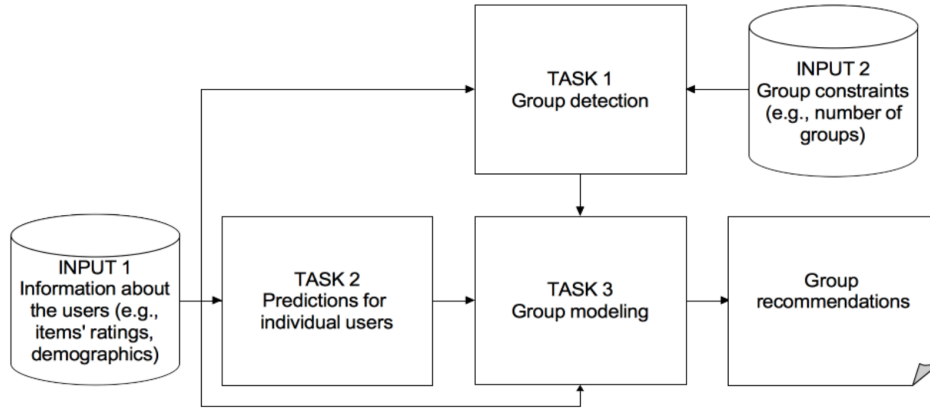 TASK 1
Group detection
INPUT 2
Group constraints
(e.g., number of
groups)
INPUT 1
Information about
the users (e.g.,
items' ratings,
demographics)
TASK 2
Predictions for
individual users
TASK 3
Group modeling
Group
recommendations